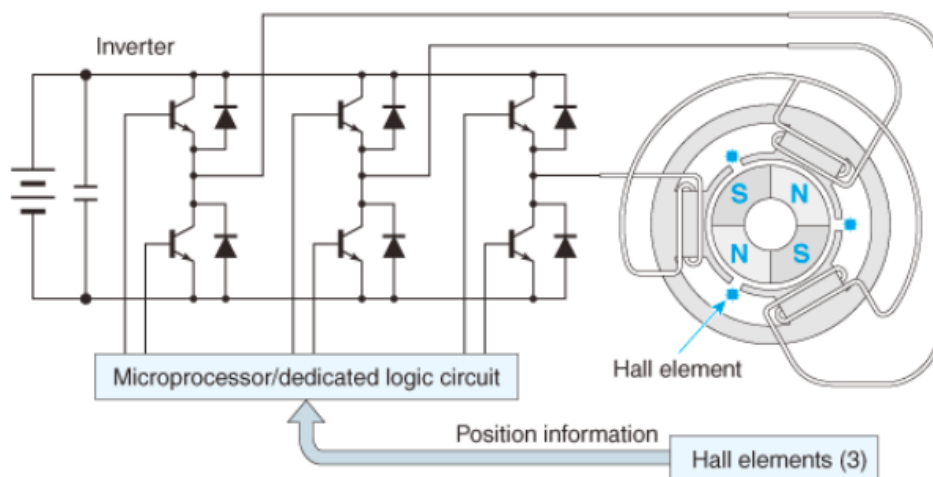 Inverter
S N
N S
Hall element
Microprocessor/dedicated logic circuit
Position information
Hall elements (3)